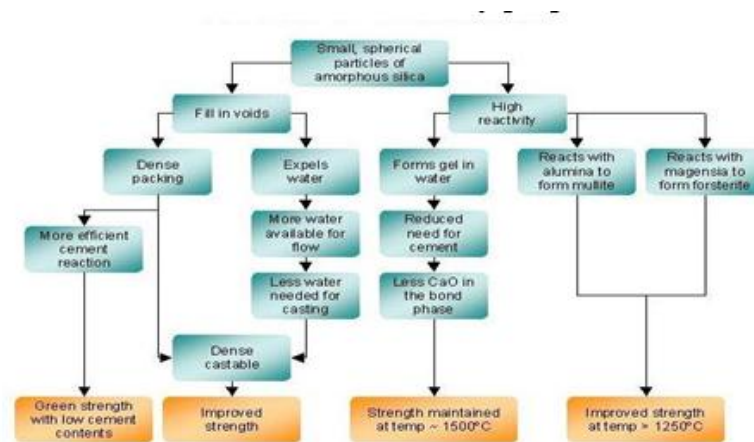 Small, spherical
particles of
amorphous silica
Fill in voids
High
reactivity
Dense
packing
Expels
water
Forms gel in
water
Reacts with
alumina to
form mullite
Reacts with
magensia to
form forsterite
More efficient
cement
reaction
More water
available for
flow
Reduced
need for
cement
Less water
needed for
casting
Less CaO in
the bond
phase
Dense
castable
Green strength
with low cement
contents
Improved
strength
Strength maintained
at temp ~ 1500°C
Improved strength
at temp > 1250°C